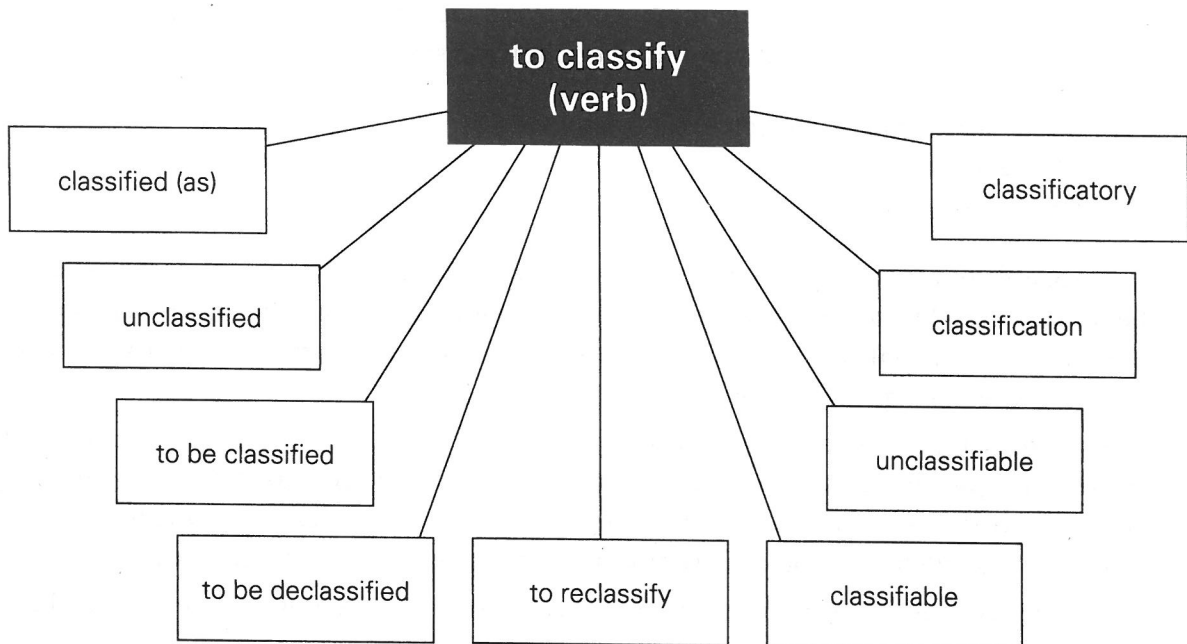 to classify
(verb)
classified (as)
classificatory
unclassified
classification
to be classified
unclassifiable
to be declassified
to reclassify
classifiable